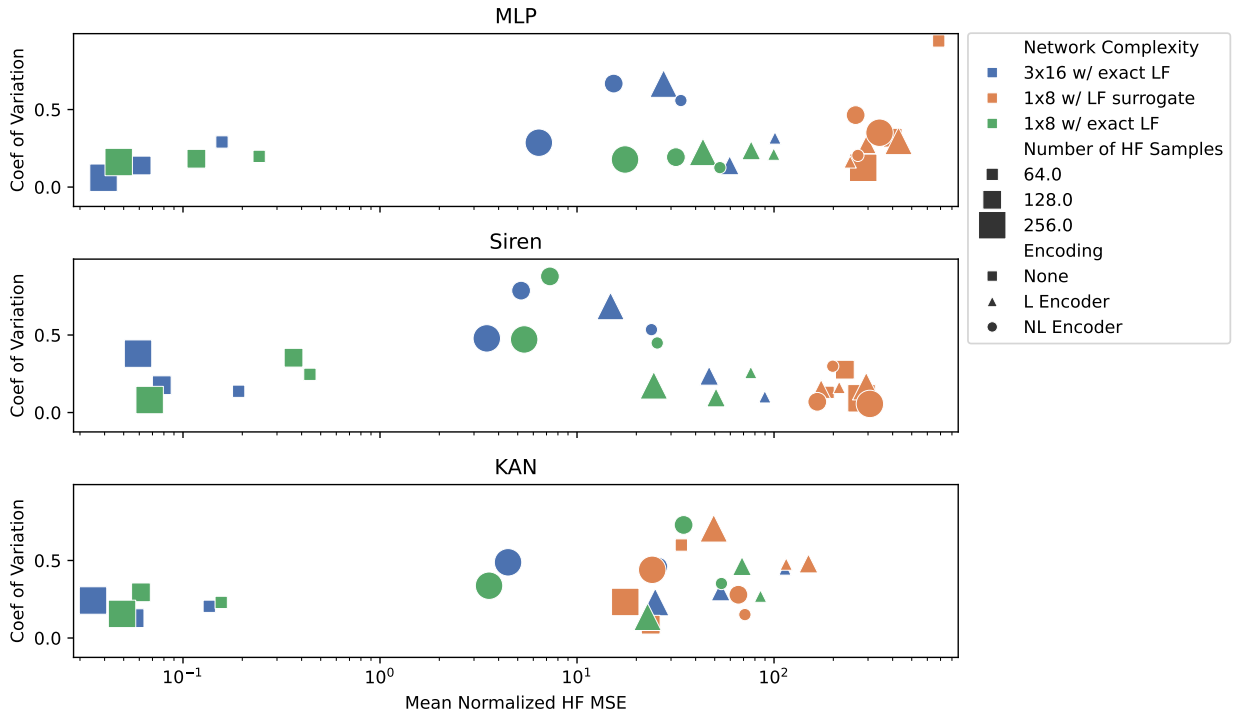 MLP
Coef of Variation
0.5
0.0
Network Complexity
3x16 w/ exact LF
1x8 w/ LF surrogate
1x8 w/ exact LF
Number of HF Samples
64.0
128.0
256.0
Encoding
None
L Encoder
NL Encoder
Siren
Coef of Variation
0.5
0.0
KAN
Coef of Variation
0.5
0.0
10⁻¹ 10⁰ 10¹ 10²
Mean Normalized HF MSE